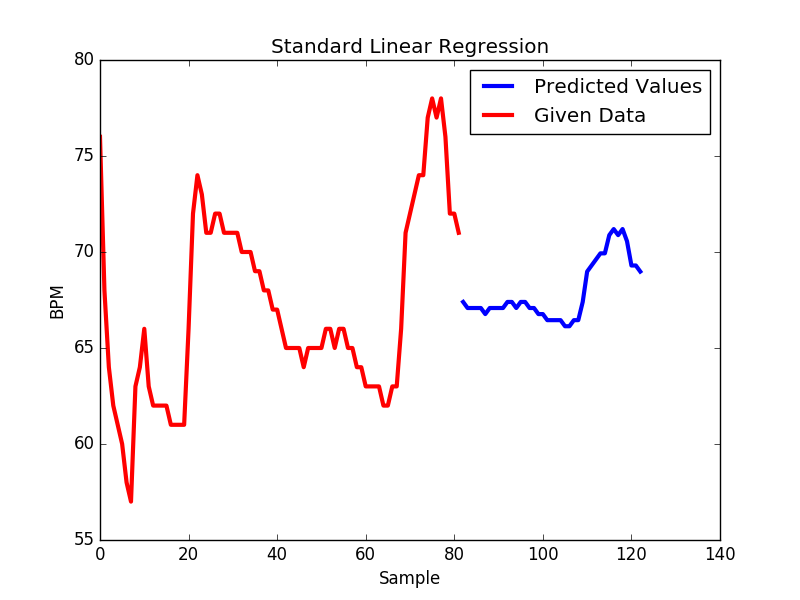 Standard Linear Regression
Predicted Values
Given Data
80
75
70
65
60
55
BPM
0 20 40 60 80 100 120 140
Sample